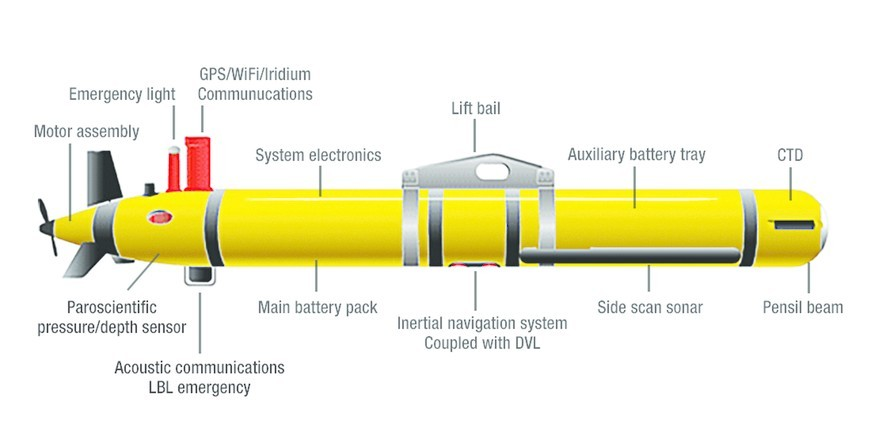 GPS/WiFi/Iridium
Communucations
Emergency light
Motor assembly
Lift bail
System electronics
Auxiliary battery tray
CTD
Paroscientific
pressure/depth sensor
Main battery pack
Inertial navigation system
Coupled with DVL
Side scan sonar
Pensil beam
Acoustic communications
LBL emergency